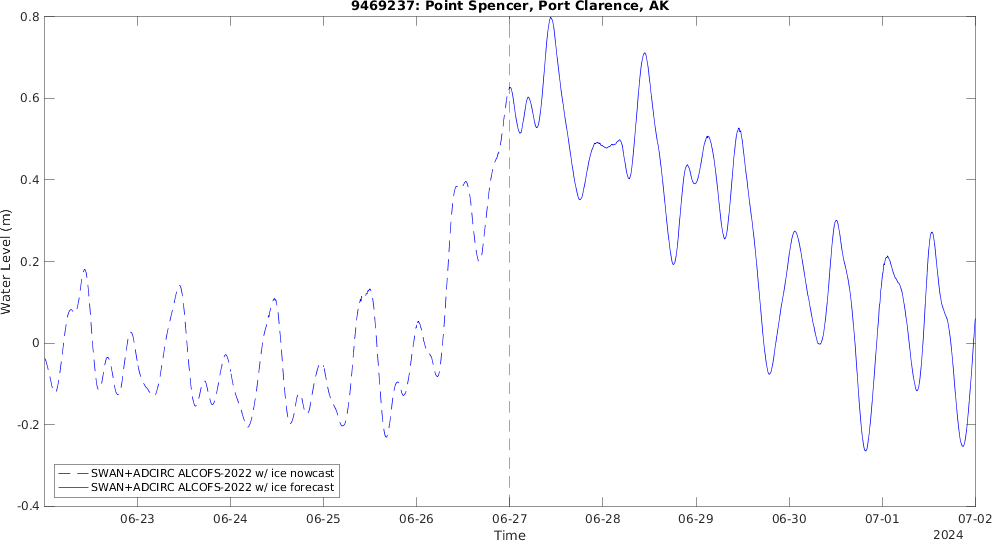 9469237: Point Spencer, Port Clarence, AK
Water Level (m)
0.8
0.6
0.4
0.2
0
-0.2
-0.4
SWAN+ADCIRC ALCOFS-2022 w/ ice nowcast
SWAN+ADCIRC ALCOFS-2022 w/ ice forecast
06-23 06-24 06-25 06-26 06-27 06-28 06-29 06-30 07-01 07-02
Time
2024